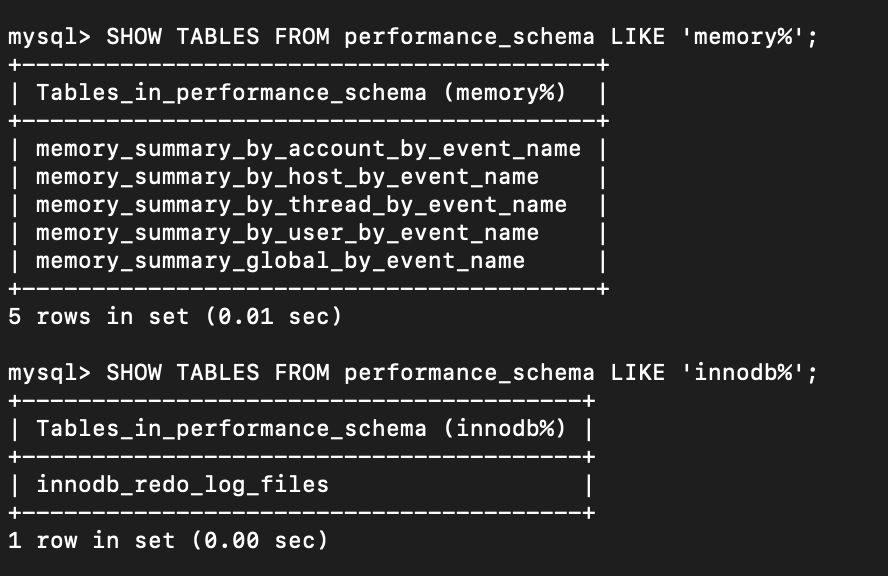 mysql> SHOW TABLES FROM performance_schema LIKE 'memory%';
+-----------------------------------------+
| Tables_in_performance_schema (memory%)  |
+-----------------------------------------+
| memory_summary_by_account_by_event_name |
| memory_summary_by_host_by_event_name    |
| memory_summary_by_thread_by_event_name  |
| memory_summary_by_user_by_event_name    |
| memory_summary_global_by_event_name     |
+-----------------------------------------+
5 rows in set (0.01 sec)

mysql> SHOW TABLES FROM performance_schema LIKE 'innodb%';
+----------------------------------------+
| Tables_in_performance_schema (innodb%) |
+----------------------------------------+
| innodb_redo_log_files                  |
+----------------------------------------+
1 row in set (0.00 sec)